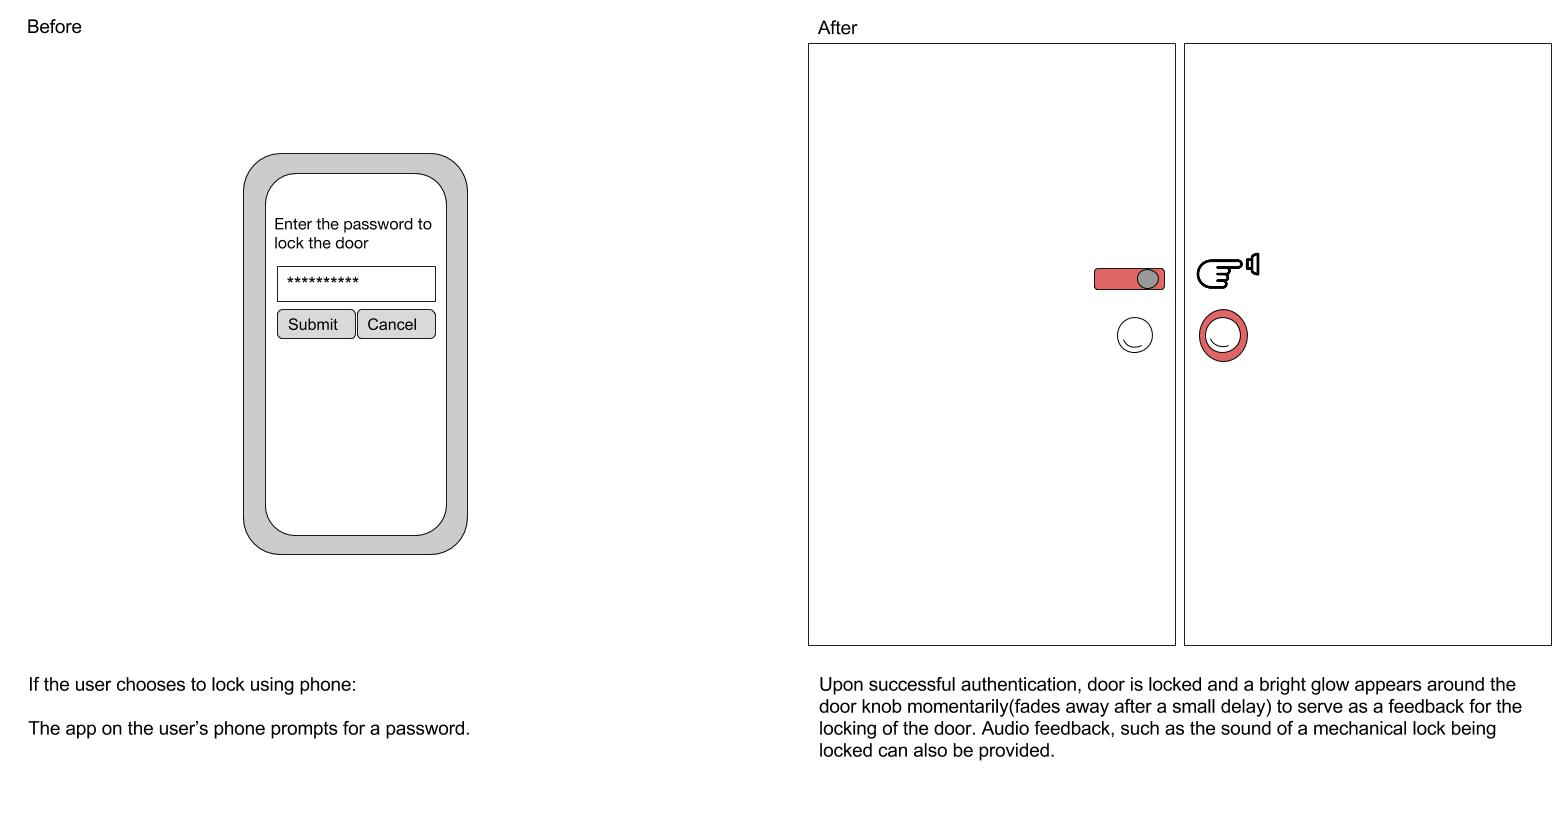 Before
Enter the password to
lock the door
**********
Submit
Cancel
If the user chooses to lock using phone:
The app on the user’s phone prompts for a password.
After
Upon successful authentication, door is locked and a bright glow appears around the
door knob momentarily(fades away after a small delay) to serve as a feedback for the
locking of the door. Audio feedback, such as the sound of a mechanical lock being
locked can also be provided.